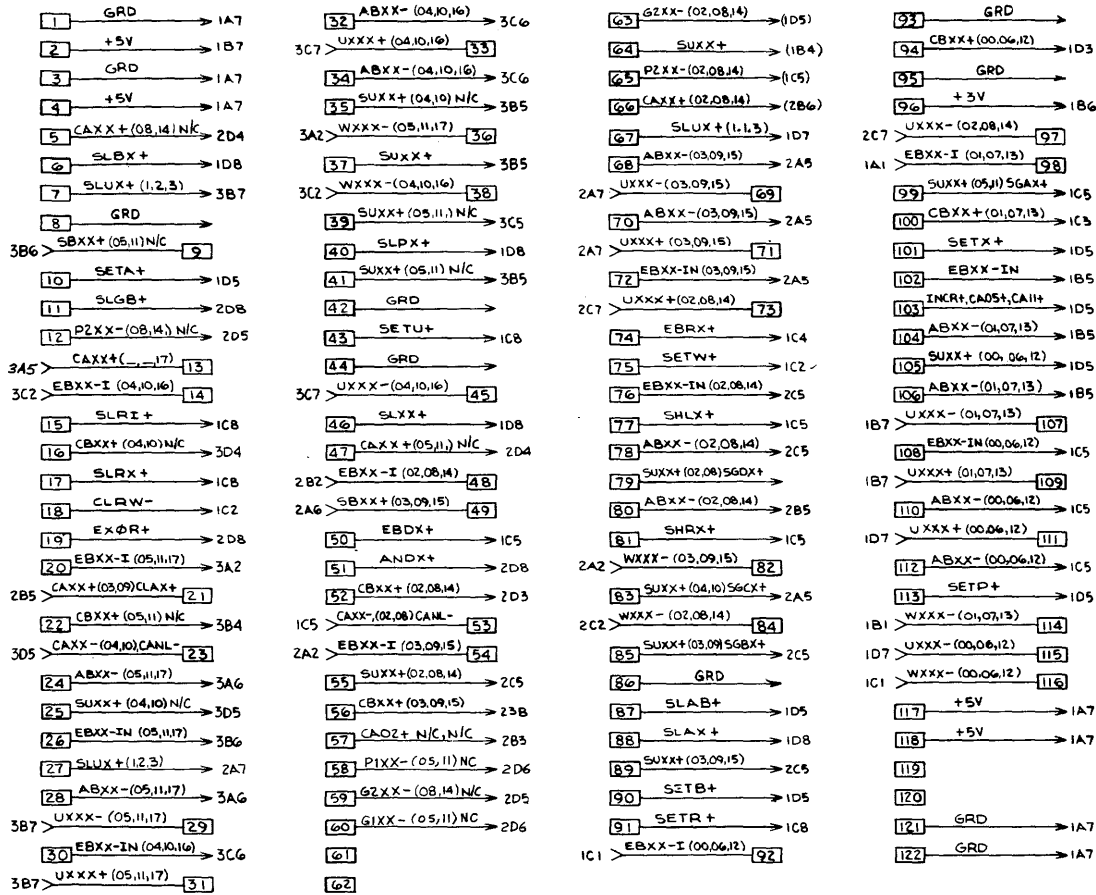 1 GRD 1A7
2 +5V 1B7
3 GRD 1A7
4 +5V 1A7
5 CAXX+(08,14) N/C 2D4
6 SLBX+ 1D8
7 SLUX+ (1,2,3) 3B7
8 GRD
3B6 SBXX+ (05,11) N/C 9
10 SETA+ 1D5
11 SLGB+ 2D8
12 P2XX-(08,14,) N/C 2D5
3A5 CAXX+(_,_,17) 13
3C2 EBXX-I (04,10,16) 14
15 SLRI+ 1C8
16 CBXX+ (04,10) N/C 3D4
17 SLRX+ 1C8
18 CLRW- 1C2
19 EXØR+ 2D8
20 EBXX-I (05,11,17) 3A2
2B5 CAXX+(03,09)CLAX+ 21
22 CBXX+ (05,11) N/C 3B4
3D5 CAXX-(04,10),CANL- 23
24 ABXX- (05,11,17) 3A6
25 SUXX+ (04,10) N/C 3D5
26 EBXX-IN (05,11,17) 3B6
27 SLUX+ (1,2,3) 2A7
28 ABXX-(05,11,17) 3A6
3B7 UXXX- (05,11,17) 29
30 EBXX-IN (04,10,16) 3C6
3B7 UXXX+ (05,11,17) 31
32 ABXX- (04,10,16) 3C6
3C7 UXXX+ (04,10,16) 33
34 ABXX-(04,10,16) 3C6
35 SUXX+ (04,10) N/C 3B5
3A2 WXXX-(05,11,17) 36
37 SUXX+ 3B5
3C2 WXXX-(04,10,16) 38
39 SUXX+ (05,11,) N/C 3C5
40 SLPX+ 1D8
41 SUXX+ (05,11) N/C 3B5
42 GRD
43 SETU+ 1C8
44 GRD
3C7 UXXX-(04,10,16) 45
46 SLXX+ 1D8
47 CAXX+(05,11,) N/C 2D4
2B2 EBXX-I (02,08,14) 48
2A6 SBXX+ (03,09,15) 49
50 EBDX+ 1C5
51 ANDX+ 2D8
52 CBXX+ (02,08,14) 2D3
1C5 CAXX-,(02,08)CANL- 53
2A2 EBXX-I (03,09,15) 54
55 SUXX+(02,08,14) 2C5
56 CBXX+ (03,09,15) 23B
57 CA02+ N/C,N/C 2B3
58 P1XX-(05,11) NC 2D6
59 G2XX-(08,14)N/C 2D5
60 G1XX-(05,11) NC 2D6
61
62
63 G2XX-(02,08,14) (1D5)
64 SUXX+ (1B4)
65 P2XX-(02,08,14) (1C5)
66 CAXX+(02,08,14) (2B6)
67 SLUX+(1,1,3) 1D7
68 ABXX-(03,09,15) 2A5
2A7 UXXX-(03,09,15) 69
70 ABXX-(03,09,15) 2A5
2A7 UXXX+(03,09,15) 71
72 EBXX-IN (03,09,15) 2A5
2C7 UXXX+(02,08,14) 73
74 EBRX+ 1C4
75 SETW+ 1C2
76 EBXX-IN(02,08,14) 2C5
77 SHLX+ 1C5
78 ABXX-(02,08,14) 2C5
79 SUXX+(02,08)SGDX+
80 ABXX-(02,08,14) 2B5
81 SHRX+ 1C5
2A2 WXXX-(03,09,15) 82
83 SUXX+(04,10)SGCX+ 2A5
2C2 WXXX-(02,08,14) 84
85 SUXX+(03,09)SGBX+ 2C5
86 GRD
87 SLAB+ 1D5
88 SLAX+ 1D8
89 SUXX+(03,09,15) 2C5
90 SETB+ 1D5
91 SETR+ 1C8
1C1 EBXX-I (00,06,12) 92
93 GRD
94 CBXX+(00,06,12) 1D3
95 GRD
96 +3V 1B6
2C7 UXXX-(02,08,14) 97
1A1 EBXX-I (01,07,13) 98
99 SUXX+ (05,11) SGAX+ 1C5
100 CBXX+ (01,07,13) 1C3
101 SETX+ 1D5
102 EBXX-IN 1B5
103 INCR+,CA05+,CA11+ 1D5
104 ABXX-(01,07,13) 1B5
105 SUXX+ (00,06,12) 1D5
106 ABXX-(01,07,13) 1B5
1B7 UXXX-(01,07,13) 107
108 EBXX-IN(00,06,12) 1C5
1B7 UXXX+ (01,07,13) 109
110 ABXX-(00,06,12) 1C5
1D7 UXXX+(00,06,12) 111
112 ABXX-(00,06,12) 1C5
113 SETP+ 1D5
1B1 WXXX-(01,07,13) 114
1D7 UXXX-(00,08,12) 115
1C1 WXXX-(00,06,12) 116
117 +5V 1A7
118 +5V 1A7
119
120
121 GRD 1A7
122 GRD 1A7